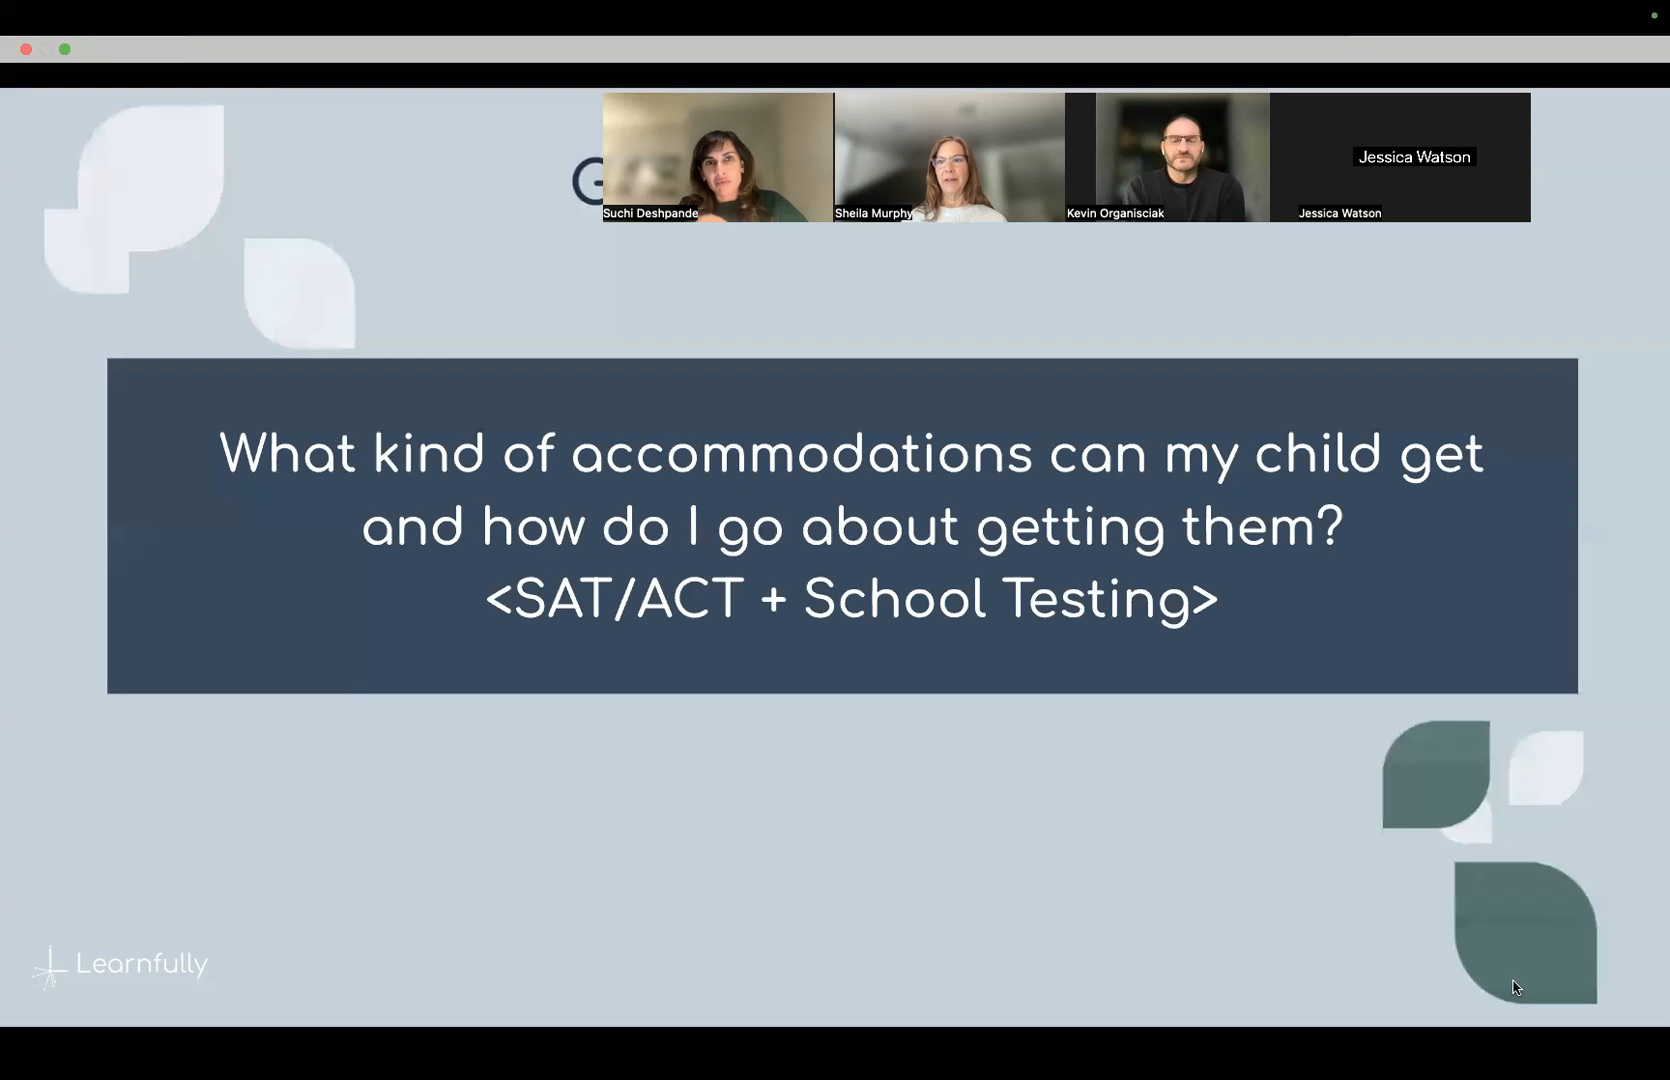 Suchi Deshpande
Sheila Murphy
Kevin Organisciak
Jessica Watson
Jessica Watson
What kind of accommodations can my child get
and how do I go about getting them?
<SAT/ACT + School Testing>
Learnfully